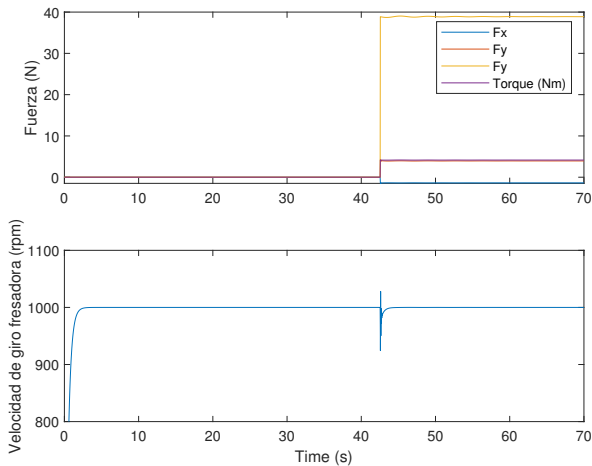 40
30
20
10
0
Fuerza (N)
Fx
Fy
Fy
Torque (Nm)
0 10 20 30 40 50 60 70
1100
1000
900
800
Velocidad de giro fresadora (rpm)
0 10 20 30 40 50 60 70
Time (s)